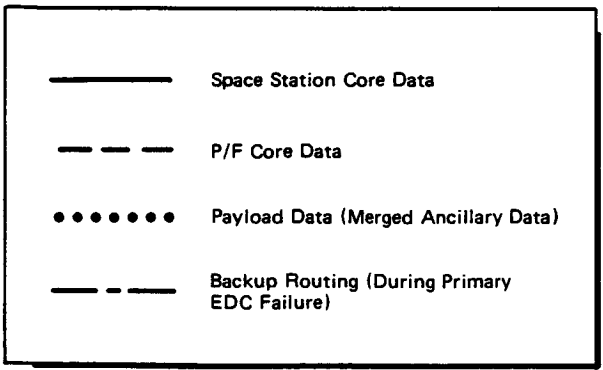 Space Station Core Data
P/F Core Data
Payload Data (Merged Ancillary Data)
Backup Routing (During Primary
EDC Failure)